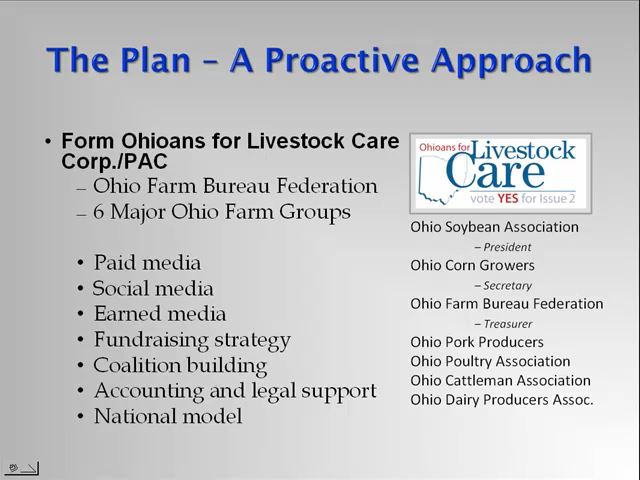 The Plan – A Proactive Approach
• Form Ohioans for Livestock Care
Corp./PAC
– Ohio Farm Bureau Federation
– 6 Major Ohio Farm Groups
• Paid media
• Social media
• Earned media
• Fundraising strategy
• Coalition building
• Accounting and legal support
• National model
Ohioans for Livestock
Care
vote YES for Issue 2
Ohio Soybean Association
– President
Ohio Corn Growers
– Secretary
Ohio Farm Bureau Federation
– Treasurer
Ohio Pork Producers
Ohio Poultry Association
Ohio Cattleman Association
Ohio Dairy Producers Assoc.